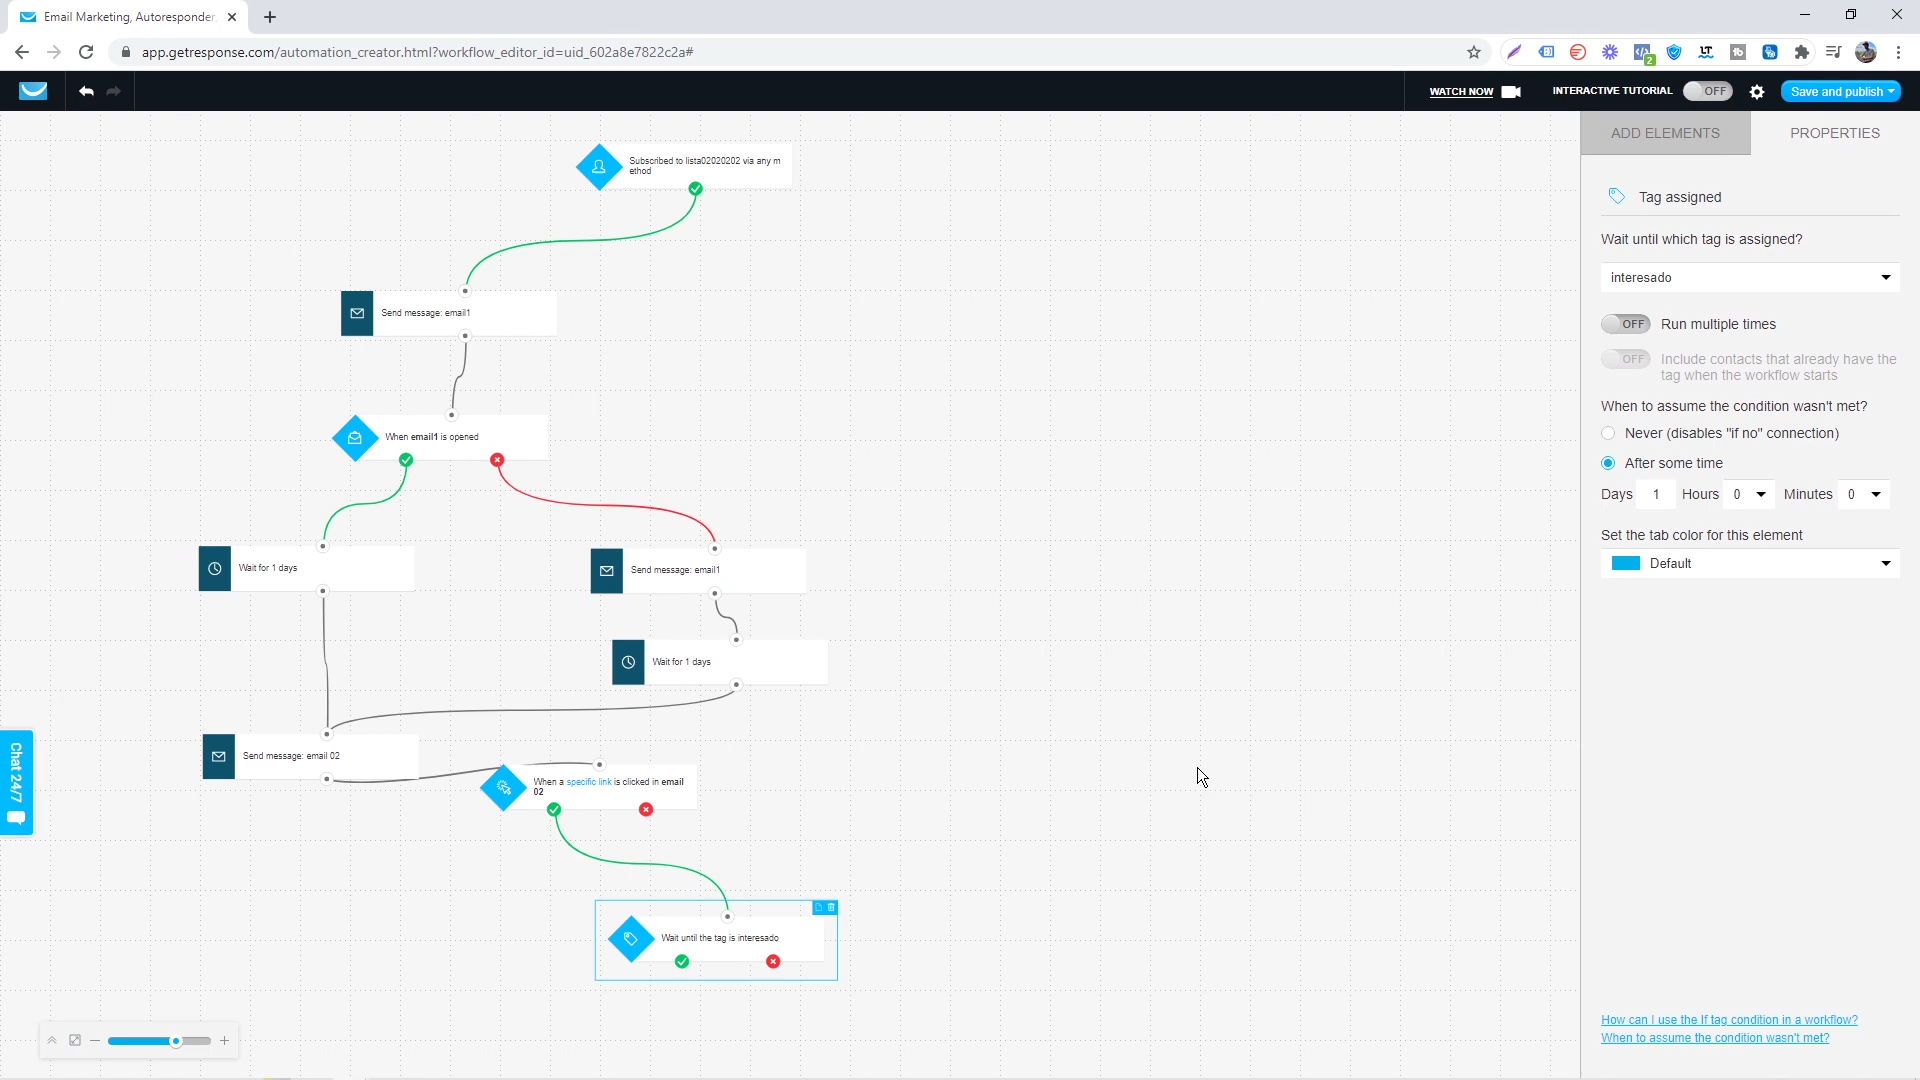 Email Marketing, Autoresponder
app.getresponse.com/automation_creator.html?workflow_editor_id=uid_602a8e7822c2a#
2
WATCH NOW
INTERACTIVE TUTORIAL
OFF
Save and publish
ADD ELEMENTS
PROPERTIES
Subscribed to lista02020202 via any m
ethod
Send message: email1
When email1 is opened
Wait for 1 days
Send message: email1
Wait for 1 days
Send message: email 02
When a specific link is clicked in email
02
Wait until the tag is interesado
Chat 24/7
Tag assigned
Wait until which tag is assigned?
interesado
OFF Run multiple times
OFF Include contacts that already have the
tag when the workflow starts
When to assume the condition wasn't met?
Never (disables "if no" connection)
After some time
Days 1 Hours 0 Minutes 0
Set the tab color for this element
Default
How can I use the If tag condition in a workflow?
When to assume the condition wasn't met?